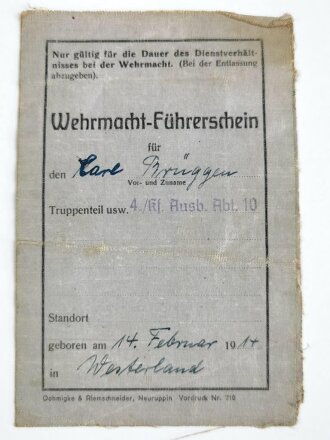 Nur gültig für die Dauer des Dienstverhält-
nisses bei der Wehrmacht. (Bei der Entlassung
abzugeben).
Wehrmacht-Führerschein
für
den Karl Brüggen
Vor- und Zuname
Truppenteil usw. 4./Kf. Ausb. Abt. 10
Standort
geboren am 14. Februar 1914
in Westerland
Oehmigke & Riemschneider, Neuruppin Vordruck Nr. 710